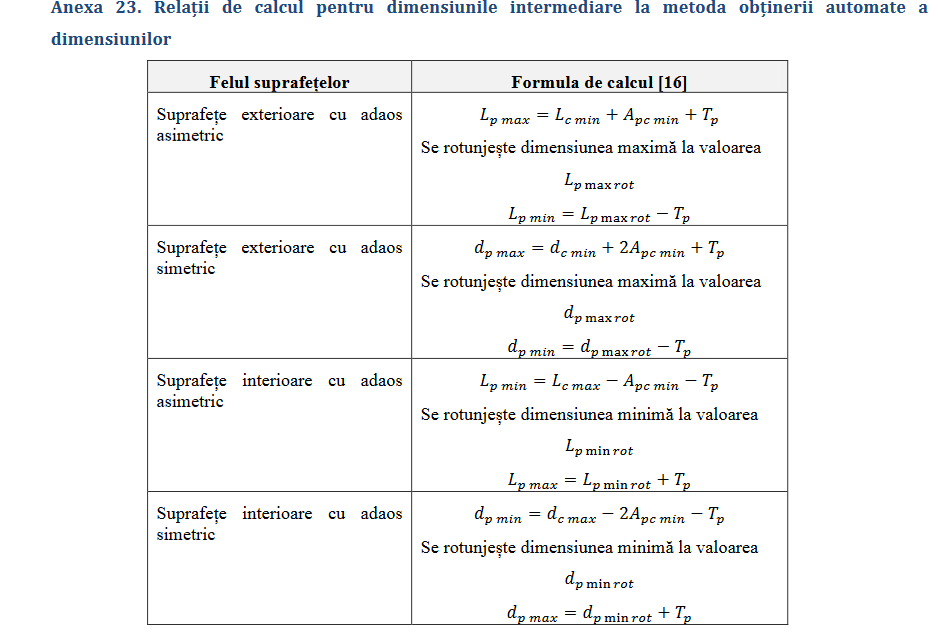 Anexa 23. Relații de calcul pentru dimensiunile intermediare la metoda obținerii automate a
dimensiunilor
Felul suprafețelor
Formula de calcul [16]
Suprafețe exterioare cu adaos
asimetric
L_{p max} = L_{c min} + A_{pc min} + T_p
Se rotunjește dimensiunea maximă la valoarea
L_{p max rot}
L_{p min} = L_{p max rot} − T_p
Suprafețe exterioare cu adaos
simetric
d_{p max} = d_{c min} + 2A_{pc min} + T_p
Se rotunjește dimensiunea maximă la valoarea
d_{p max rot}
d_{p min} = d_{p max rot} − T_p
Suprafețe interioare cu adaos
asimetric
L_{p min} = L_{c max} − A_{pc min} − T_p
Se rotunjește dimensiunea minimă la valoarea
L_{p min rot}
L_{p max} = L_{p min rot} + T_p
Suprafețe interioare cu adaos
simetric
d_{p min} = d_{c max} − 2A_{pc min} − T_p
Se rotunjește dimensiunea minimă la valoarea
d_{p min rot}
d_{p max} = d_{p min rot} + T_p